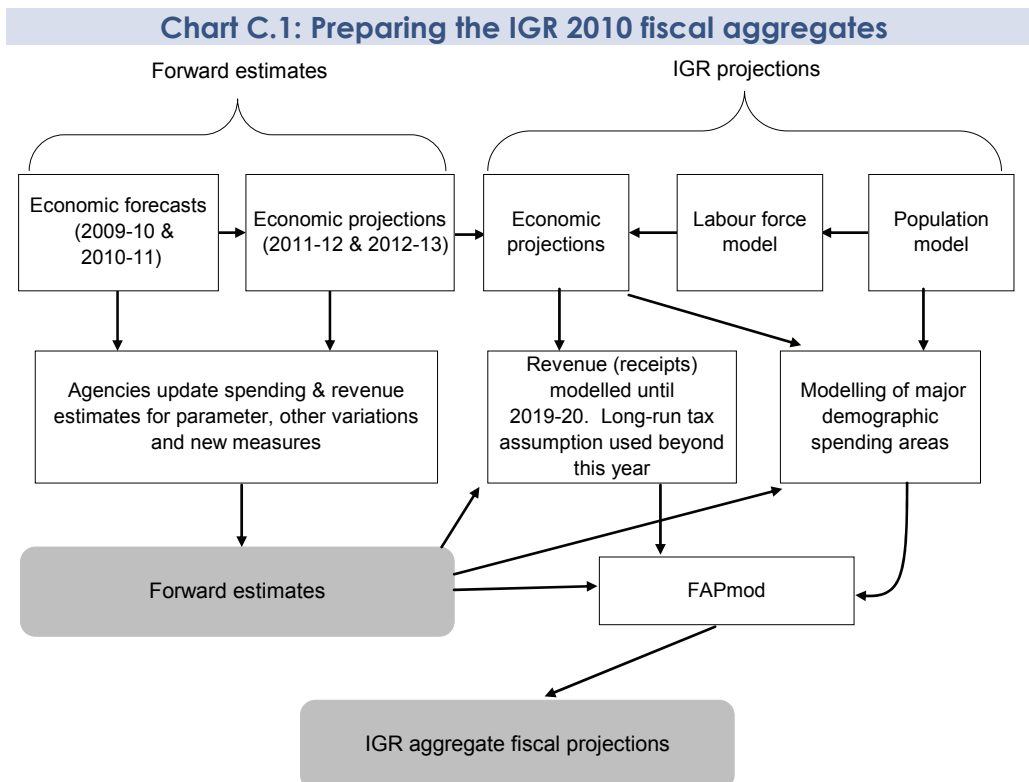 Chart C.1: Preparing the IGR 2010 fiscal aggregates
Forward estimates
IGR projections
Economic forecasts
(2009-10 &
2010-11)
Economic projections
(2011-12 & 2012-13)
Economic
projections
Labour force
model
Population
model
Agencies update spending & revenue
estimates for parameter, other variations
and new measures
Revenue (receipts)
modelled until
2019-20.  Long-run tax
assumption used beyond
this year
Modelling of major
demographic
spending areas
Forward estimates
FAPmod
IGR aggregate fiscal projections